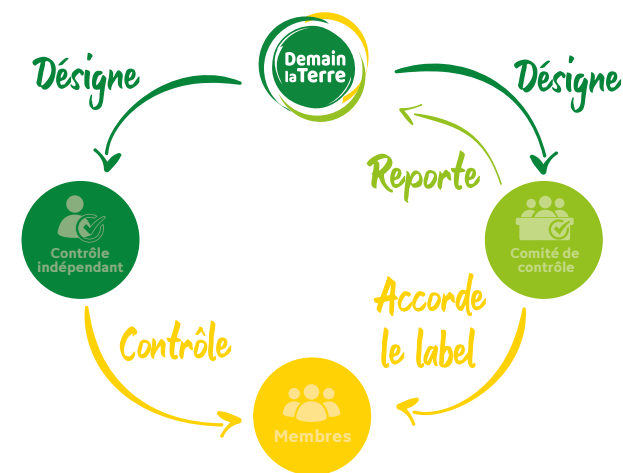 Demain
la Terre
Désigne
Désigne
Reporte
Contrôle
indépendant
Comité de
contrôle
Accorde
le label
Contrôle
Membres